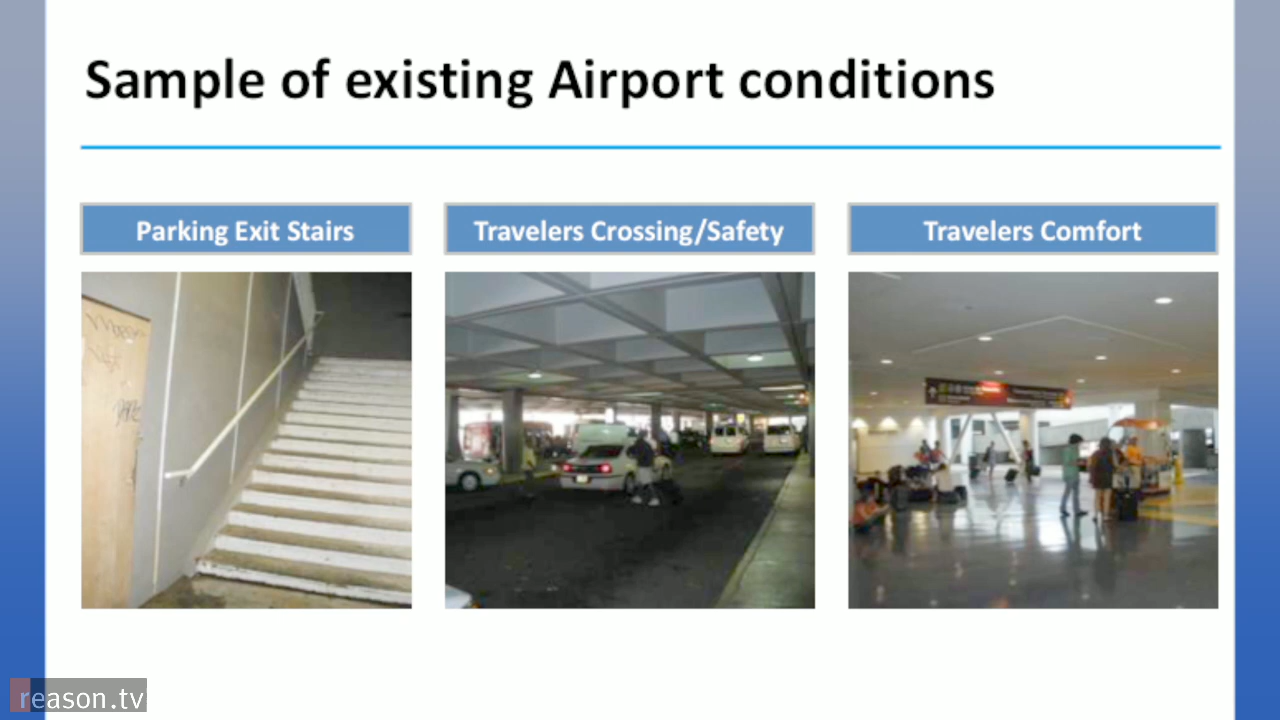 Sample of existing Airport conditions
Parking Exit Stairs
Travelers Crossing/Safety
Travelers Comfort
reason.tv